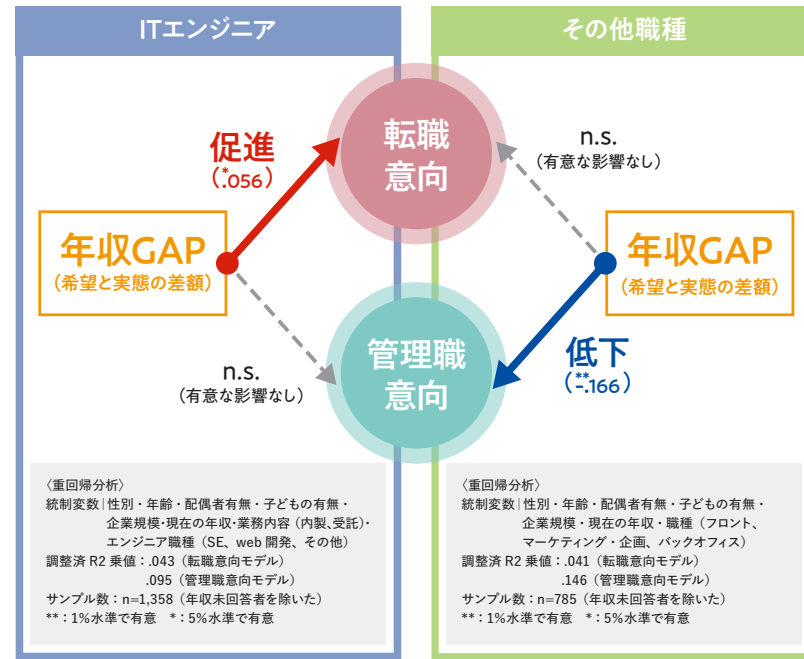 ITエンジニア
その他職種
転職
意向
促進
(*.056)
n.s.
(有意な影響なし)
年収GAP
(希望と実態の差額)
年収GAP
(希望と実態の差額)
管理職
意向
n.s.
(有意な影響なし)
低下
(**-.166)
〈重回帰分析〉
統制変数|性別・年齢・配偶者有無・子どもの有無・
企業規模・現在の年収・業務内容(内製、受託)・
エンジニア職種(SE、web 開発、その他)
調整済 R2 乗値:.043(転職意向モデル)
.095(管理職意向モデル)
サンプル数:n=1,358(年収未回答者を除いた)
**:1%水準で有意 *:5%水準で有意
〈重回帰分析〉
統制変数|性別・年齢・配偶者有無・子どもの有無・
企業規模・現在の年収・職種(フロント、
マーケティング・企画、バックオフィス)
調整済 R2 乗値:.041(転職意向モデル)
.146(管理職意向モデル)
サンプル数:n=785(年収未回答者を除いた)
**:1%水準で有意 *:5%水準で有意